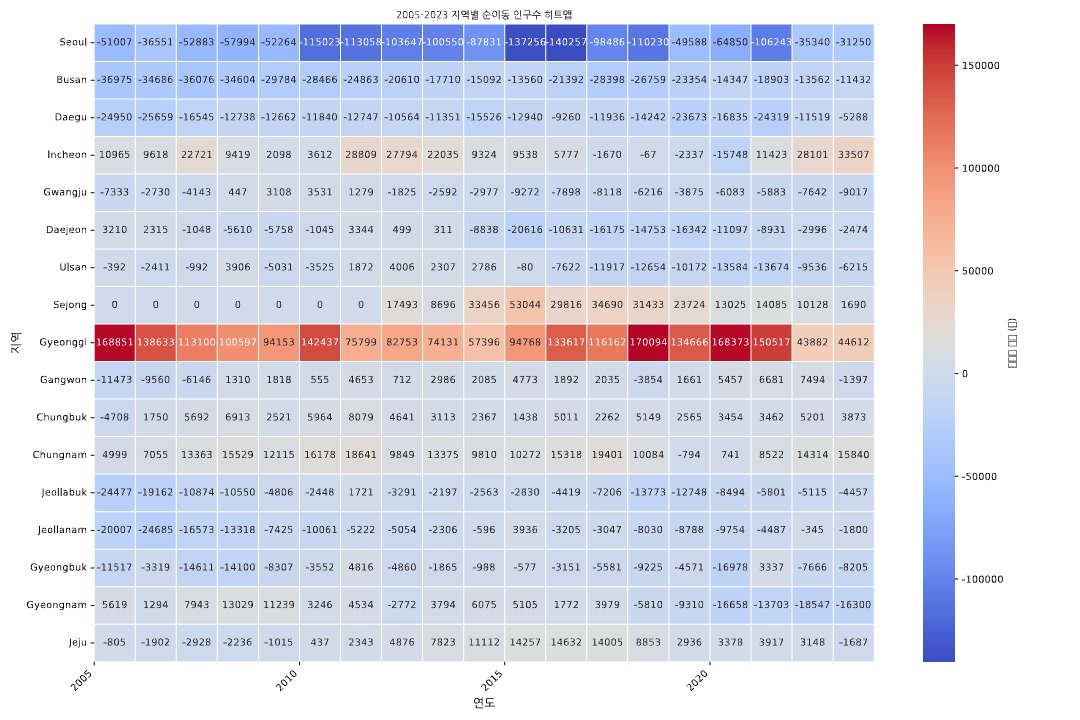 2005-2023 지역별 순이동 인구수 히트맵
Seoul -51007 -36551 -52883 -57994 -52264 -115023 -113058 -103647 -100550 -87831 -137256 -140257 -98486 -110230 -49588 -64850 -106243 -35340 -31250
Busan -36975 -34686 -36076 -34604 -29784 -28466 -24863 -20610 -17710 -15092 -13560 -21392 -28398 -26759 -23354 -14347 -18903 -13562 -11432
Daegu -24950 -25659 -16545 -12738 -12662 -11840 -12747 -10564 -11351 -15526 -12940 -9260 -11936 -14242 -23673 -16835 -24319 -11519 -5288
Incheon 10965 9618 22721 9419 2098 3612 28809 27794 22035 9324 9538 5777 -1670 -67 -2337 -15748 11423 28101 33507
Gwangju -7333 -2730 -4143 447 3108 3531 1279 -1825 -2592 -2977 -9272 -7898 -8118 -6216 -3875 -6083 -5883 -7642 -9017
Daejeon 3210 2315 -1048 -5610 -5758 -1045 3344 499 311 -8838 -20616 -10631 -16175 -14753 -16342 -11097 -8931 -2996 -2474
Ulsan -392 -2411 -992 3906 -5031 -3525 1872 4006 2307 2786 -80 -7622 -11917 -12654 -10172 -13584 -13674 -9536 -6215
Sejong 0 0 0 0 0 0 0 17493 8696 33456 53044 29816 34690 31433 23724 13025 14085 10128 1690
Gyeonggi 168851 138633 113100 100597 94153 142437 75799 82753 74131 57396 94768 133617 116162 170094 134666 168373 150517 43882 44612
Gangwon -11473 -9560 -6146 1310 1818 555 4653 712 2986 2085 4773 1892 2035 -3854 1661 5457 6681 7494 -1397
Chungbuk -4708 1750 5692 6913 2521 5964 8079 4641 3113 2367 1438 5011 2262 5149 2565 3454 3462 5201 3873
Chungnam 4999 7055 13363 15529 12115 16178 18641 9849 13375 9810 10272 15318 19401 10084 -794 741 8522 14314 15840
Jeollabuk -24477 -19162 -10874 -10550 -4806 -2448 1721 -3291 -2197 -2563 -2830 -4419 -7206 -13773 -12748 -8494 -5801 -5115 -4457
Jeollanam -20007 -24685 -16573 -13318 -7425 -10061 -5222 -5054 -2306 -596 3936 -3205 -3047 -8030 -8788 -9754 -4487 -345 -1800
Gyeongbuk -11517 -3319 -14611 -14100 -8307 -3552 4816 -4860 -1865 -988 -577 -3151 -5581 -9225 -4571 -16978 3337 -7666 -8205
Gyeongnam 5619 1294 7943 13029 11239 3246 4534 -2772 3794 6075 5105 1772 3979 -5810 -9310 -16658 -13703 -18547 -16300
Jeju -805 -1902 -2928 -2236 -1015 437 2343 4876 7823 11112 14257 14632 14005 8853 2936 3378 3917 3148 -1687
2005 2010 2015 2020
연도
지역
150000
100000
50000
0
-50000
-100000